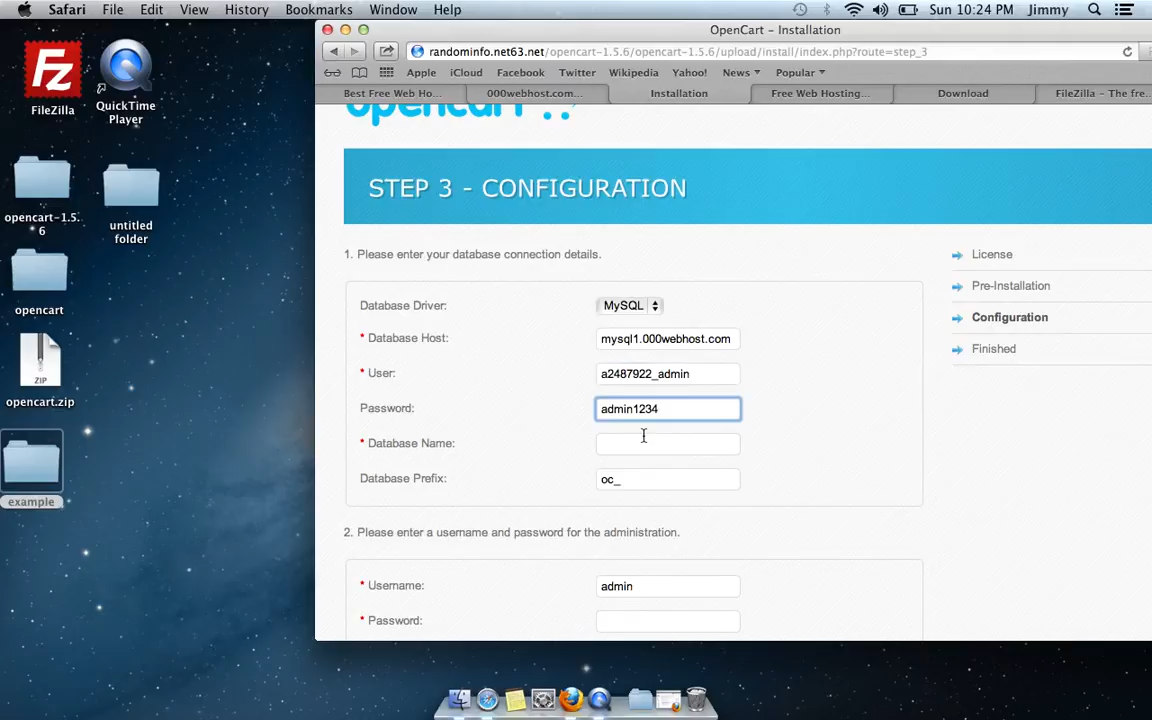 Safari File Edit View History Bookmarks Window Help Sun 10:24 PM Jimmy
OpenCart - Installation
randominfo.net63.net/opencart-1.5.6/opencart-1.5.6/upload/install/index.php?route=step_3
Apple iCloud Facebook Twitter Wikipedia Yahoo! News Popular
Best Free Web Ho... 000webhost.com... Installation Free Web Hosting... Download FileZilla - The fre...
FileZilla
QuickTime
Player
opencart-1.5.
6
untitled
folder
opencart
ZIP
opencart.zip
example
opencart
STEP 3 - CONFIGURATION
1. Please enter your database connection details.
Database Driver: MySQL
* Database Host: mysql1.000webhost.com
* User: a2487922_admin
Password: admin1234
* Database Name:
Database Prefix: oc_
2. Please enter a username and password for the administration.
* Username: admin
* Password:
License
Pre-Installation
Configuration
Finished